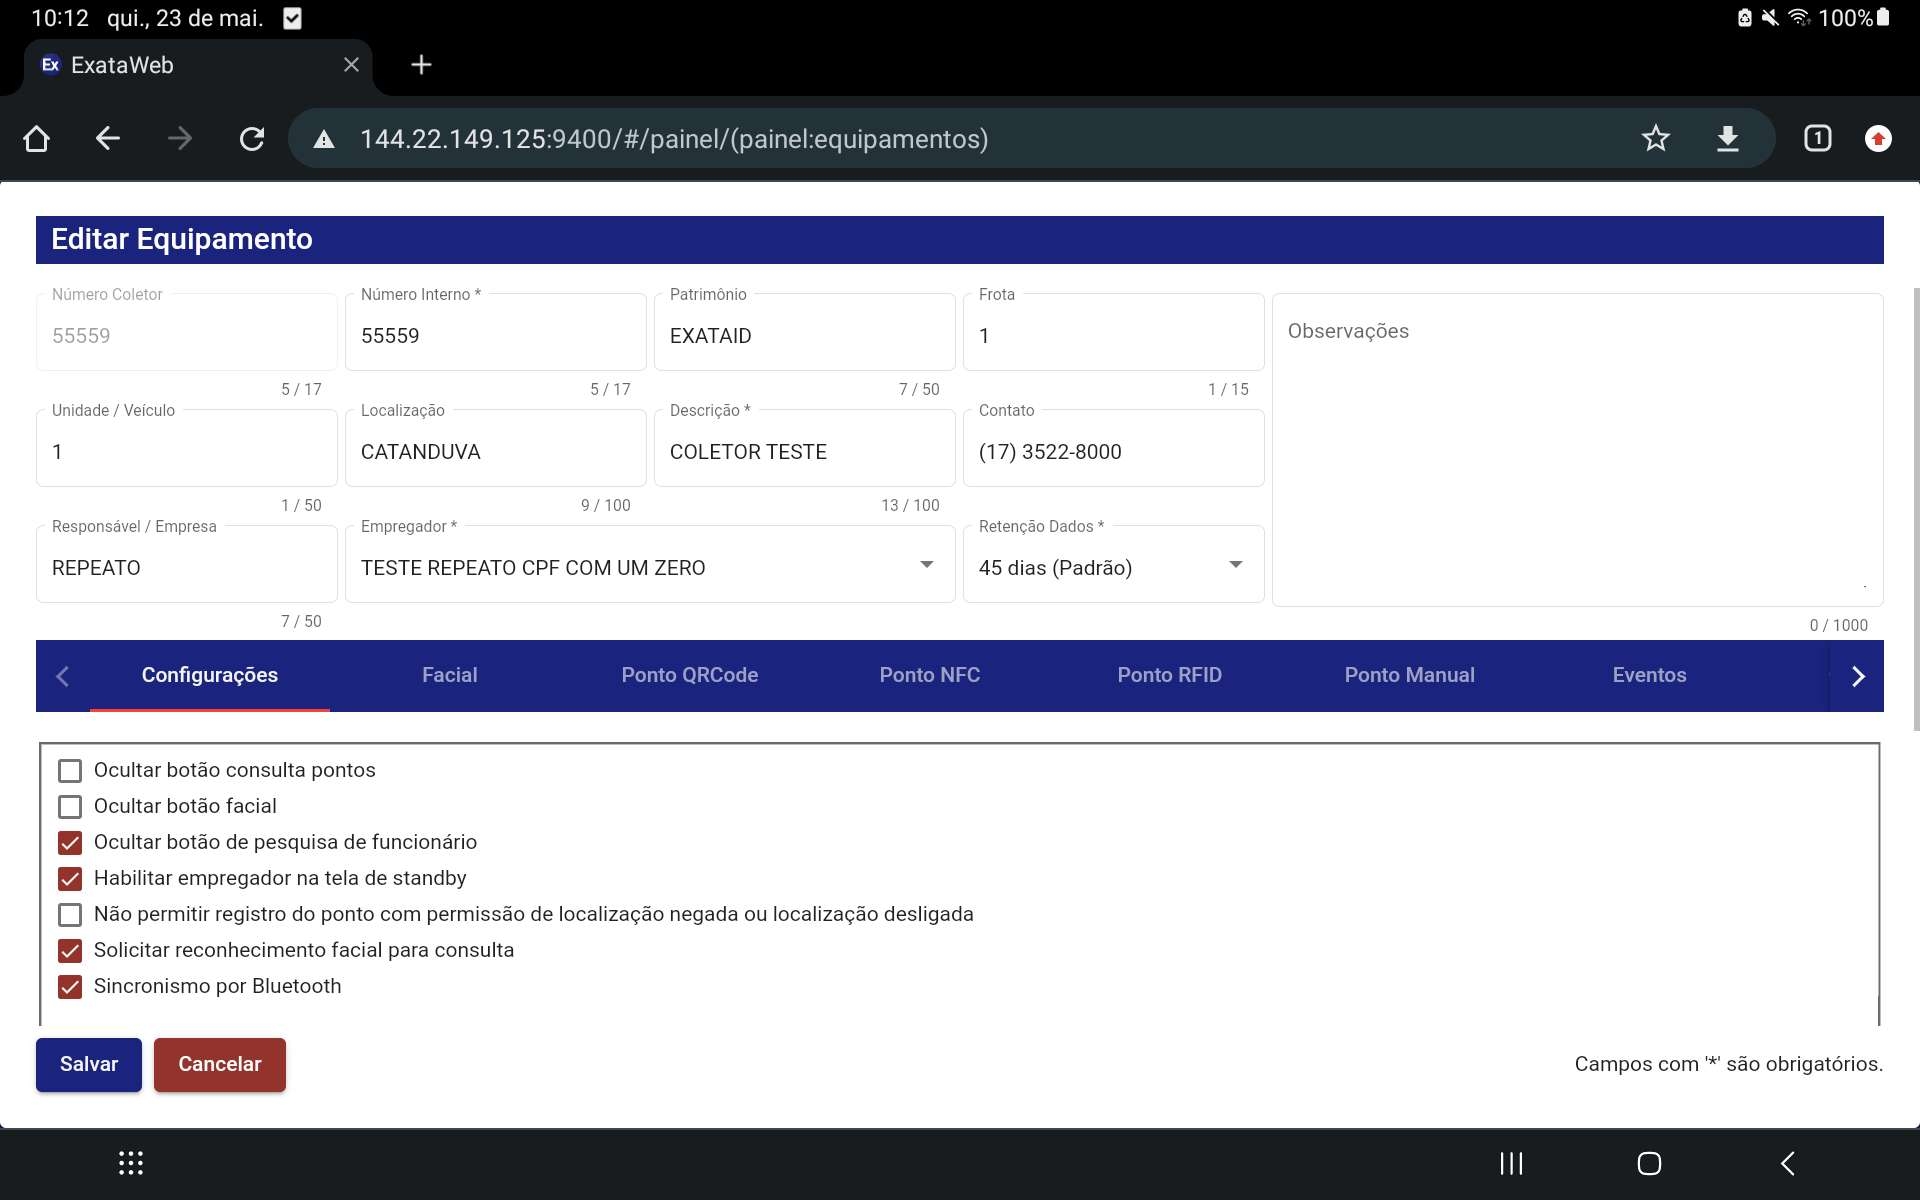 10:12 qui., 23 de mai. 100%
Ex ExataWeb
144.22.149.125:9400/#/painel/(painel:equipamentos) 1
Editar Equipamento
Número Coletor Número Interno * Patrimônio Frota
55559 55559 EXATAID 1 Observações
5 / 17 5 / 17 7 / 50 1 / 15
Unidade / Veículo Localização Descrição * Contato
1 CATANDUVA COLETOR TESTE (17) 3522-8000
1 / 50 9 / 100 13 / 100
Responsável / Empresa Empregador * Retenção Dados *
REPEATO TESTE REPEATO CPF COM UM ZERO 45 dias (Padrão)
7 / 50 0 / 1000
Configurações Facial Ponto QRCode Ponto NFC Ponto RFID Ponto Manual Eventos
Ocultar botão consulta pontos
Ocultar botão facial
Ocultar botão de pesquisa de funcionário
Habilitar empregador na tela de standby
Não permitir registro do ponto com permissão de localização negada ou localização desligada
Solicitar reconhecimento facial para consulta
Sincronismo por Bluetooth
Salvar Cancelar Campos com '*' são obrigatórios.